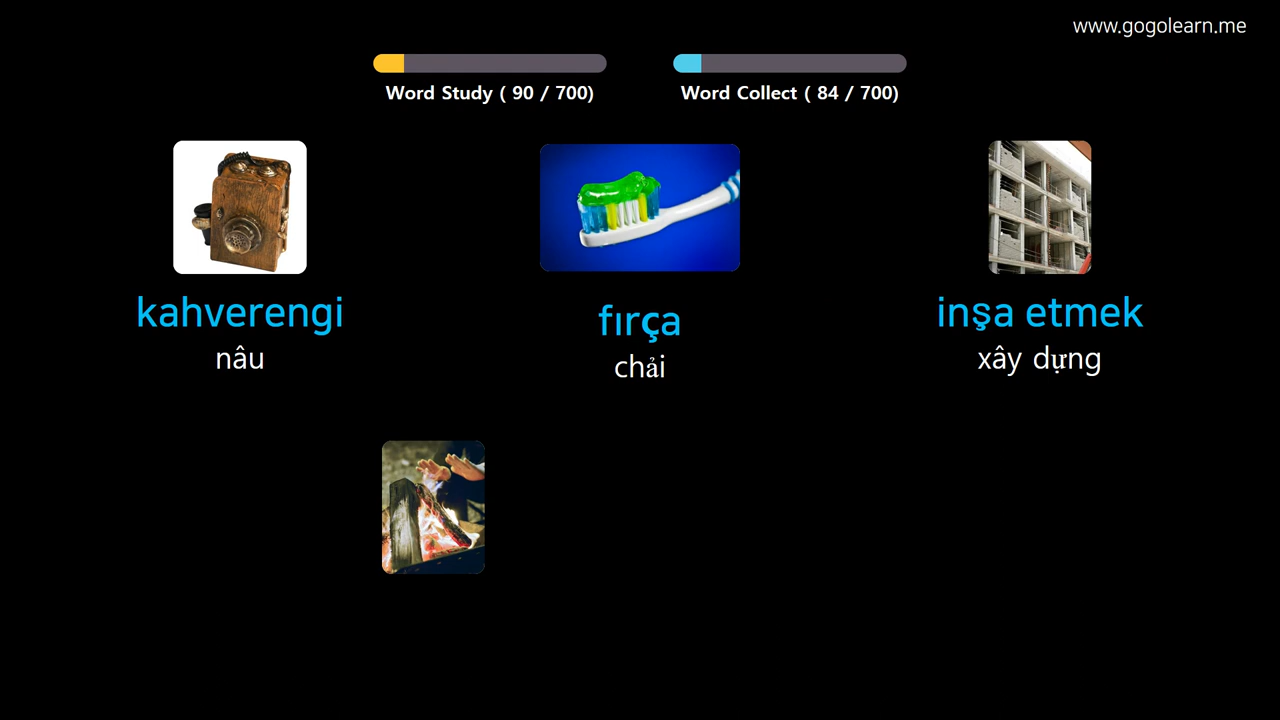 www.gogolearn.me
Word Study ( 90 / 700)
Word Collect ( 84 / 700)
kahverengi
nâu
fırça
chải
inşa etmek
xây dựng